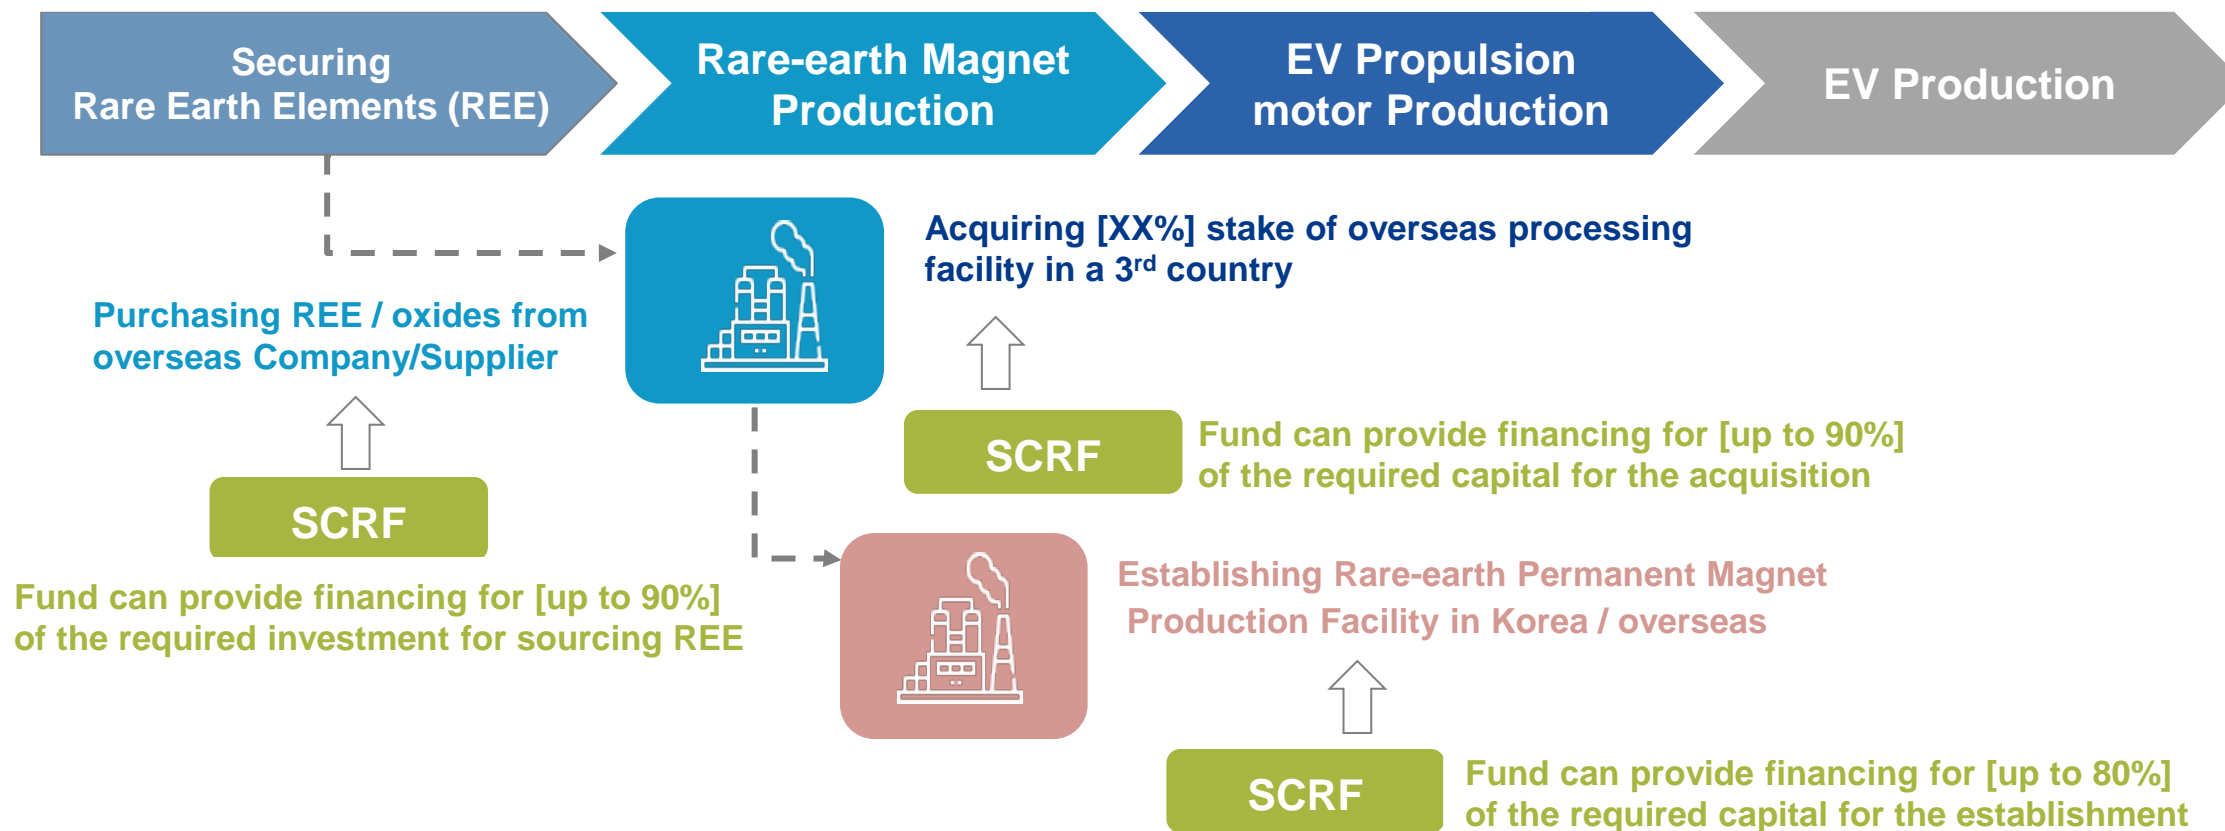 Securing
Rare Earth Elements (REE)
Rare-earth Magnet
Production
EV Propulsion
motor Production
EV Production
Acquiring [XX%] stake of overseas processing
facility in a 3rd country
Purchasing REE / oxides from
overseas Company/Supplier
SCRF
Fund can provide financing for [up to 90%]
of the required capital for the acquisition
SCRF
Fund can provide financing for [up to 90%]
of the required investment for sourcing REE
Establishing Rare-earth Permanent Magnet
Production Facility in Korea / overseas
SCRF
Fund can provide financing for [up to 80%]
of the required capital for the establishment